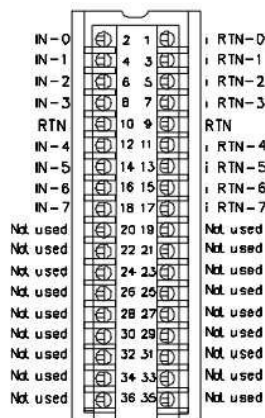 IN-0 2 1 i RTN-0
IN-1 4 3 i RTN-1
IN-2 6 5 i RTN-2
IN-3 8 7 i RTN-3
RTN 10 9 RTN
IN-4 12 11 i RTN-4
IN-5 14 13 i RTN-5
IN-6 16 15 i RTN-6
IN-7 18 17 i RTN-7
Not used 20 19 Not used
Not used 22 21 Not used
Not used 24 23 Not used
Not used 26 25 Not used
Not used 28 27 Not used
Not used 30 29 Not used
Not used 32 31 Not used
Not used 34 33 Not used
Not used 36 35 Not used